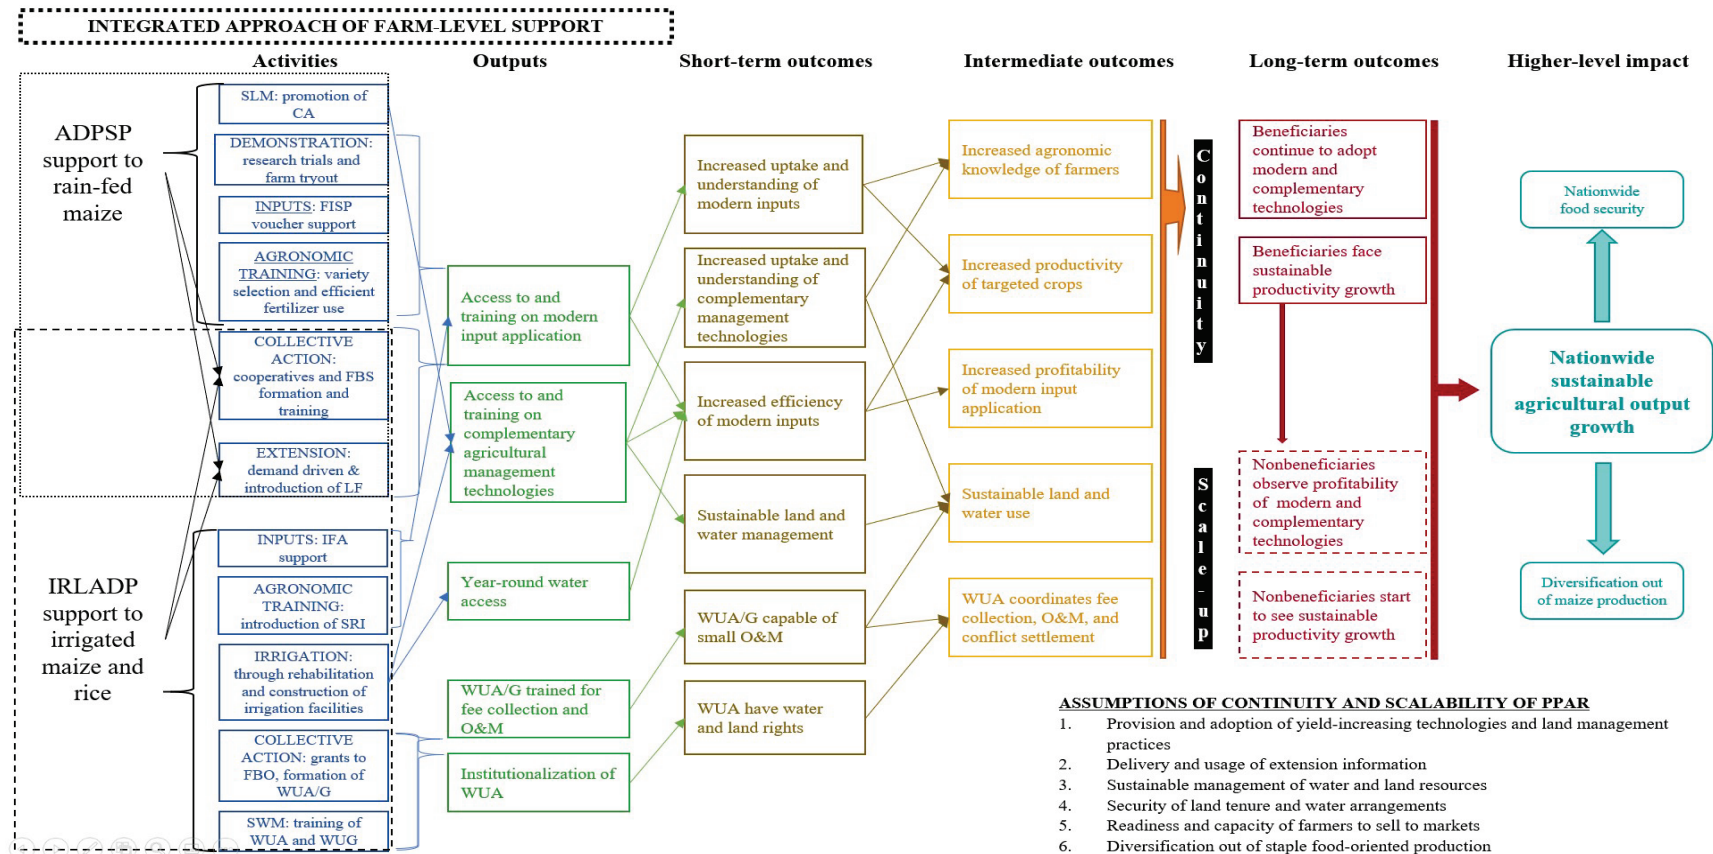 INTEGRATED APPROACH OF FARM-LEVEL SUPPORT
Activities
Outputs
Short-term outcomes
Intermediate outcomes
Long-term outcomes
Higher-level impact
ADPSP
support to
rain-fed
maize
IRLADP
support to
irrigated
maize and
rice
SLM: promotion of
CA
DEMONSTRATION:
research trials and
farm tryout
INPUTS: FISP
voucher support
AGRONOMIC
TRAINING: variety
selection and efficient
fertilizer use
COLLECTIVE
ACTION:
cooperatives and FBS
formation and
training
EXTENSION:
demand driven &
introduction of LF
INPUTS: IFA
support
AGRONOMIC
TRAINING:
introduction of SRI
IRRIGATION:
through rehabilitation
and construction of
irrigation facilities
COLLECTIVE
ACTION: grants to
FBO, formation of
WUA/G
SWM: training of
WUA and WUG
Access to and
training on modern
input application
Access to and
training on
complementary
agricultural
management
technologies
Year-round water
access
WUA/G trained for
fee collection and
O&M
Institutionalization of
WUA
Increased uptake and
understanding of
modern inputs
Increased uptake and
understanding of
complementary
management
technologies
Increased efficiency
of modern inputs
Sustainable land and
water management
WUA/G capable of
small O&M
WUA have water
and land rights
Increased agronomic
knowledge of farmers
Increased productivity
of targeted crops
Increased profitability
of modern input
application
Sustainable land and
water use
WUA coordinates fee
collection, O&M, and
conflict settlement
Continuity
Scale-up
Beneficiaries
continue to adopt
modern and
complementary
technologies
Beneficiaries face
sustainable
productivity growth
Nonbeneficiaries
observe profitability
of modern and
complementary
technologies
Nonbeneficiaries start
to see sustainable
productivity growth
Nationwide
food security
Nationwide
sustainable
agricultural output
growth
Diversification out
of maize production
ASSUMPTIONS OF CONTINUITY AND SCALABILITY OF PPAR
1. Provision and adoption of yield-increasing technologies and land management
practices
2. Delivery and usage of extension information
3. Sustainable management of water and land resources
4. Security of land tenure and water arrangements
5. Readiness and capacity of farmers to sell to markets
6. Diversification out of staple food-oriented production